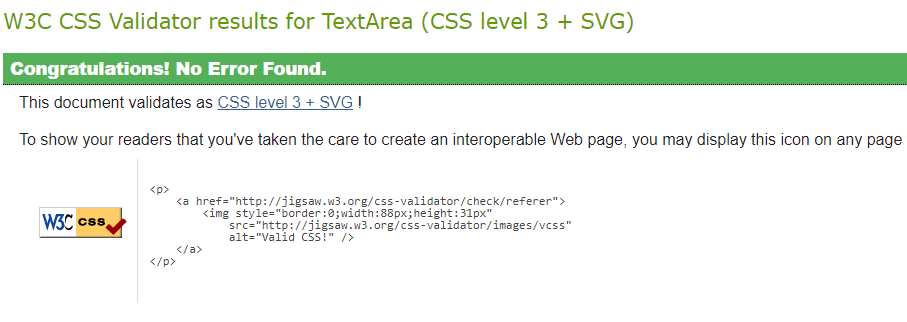 W3C CSS Validator results for TextArea (CSS level 3 + SVG)
Congratulations! No Error Found.
This document validates as CSS level 3 + SVG !
To show your readers that you've taken the care to create an interoperable Web page, you may display this icon on any page
W3C css
<p>
<a href="http://jigsaw.w3.org/css-validator/check/referer">
<img style="border:0;width:88px;height:31px"
src="http://jigsaw.w3.org/css-validator/images/vcss"
alt="Valid CSS!" />
</a>
</p>